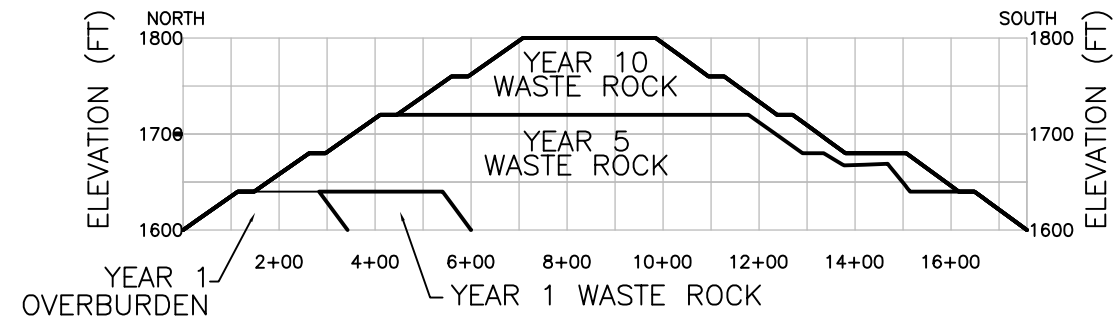 NORTH
SOUTH
1800
1800
ELEVATION (FT)
ELEVATION (FT)
YEAR 10
WASTE ROCK
1700
1700
YEAR 5
WASTE ROCK
1600
1600
2+00 4+00 6+00 8+00 10+00 12+00 14+00 16+00
YEAR 1
OVERBURDEN
YEAR 1 WASTE ROCK